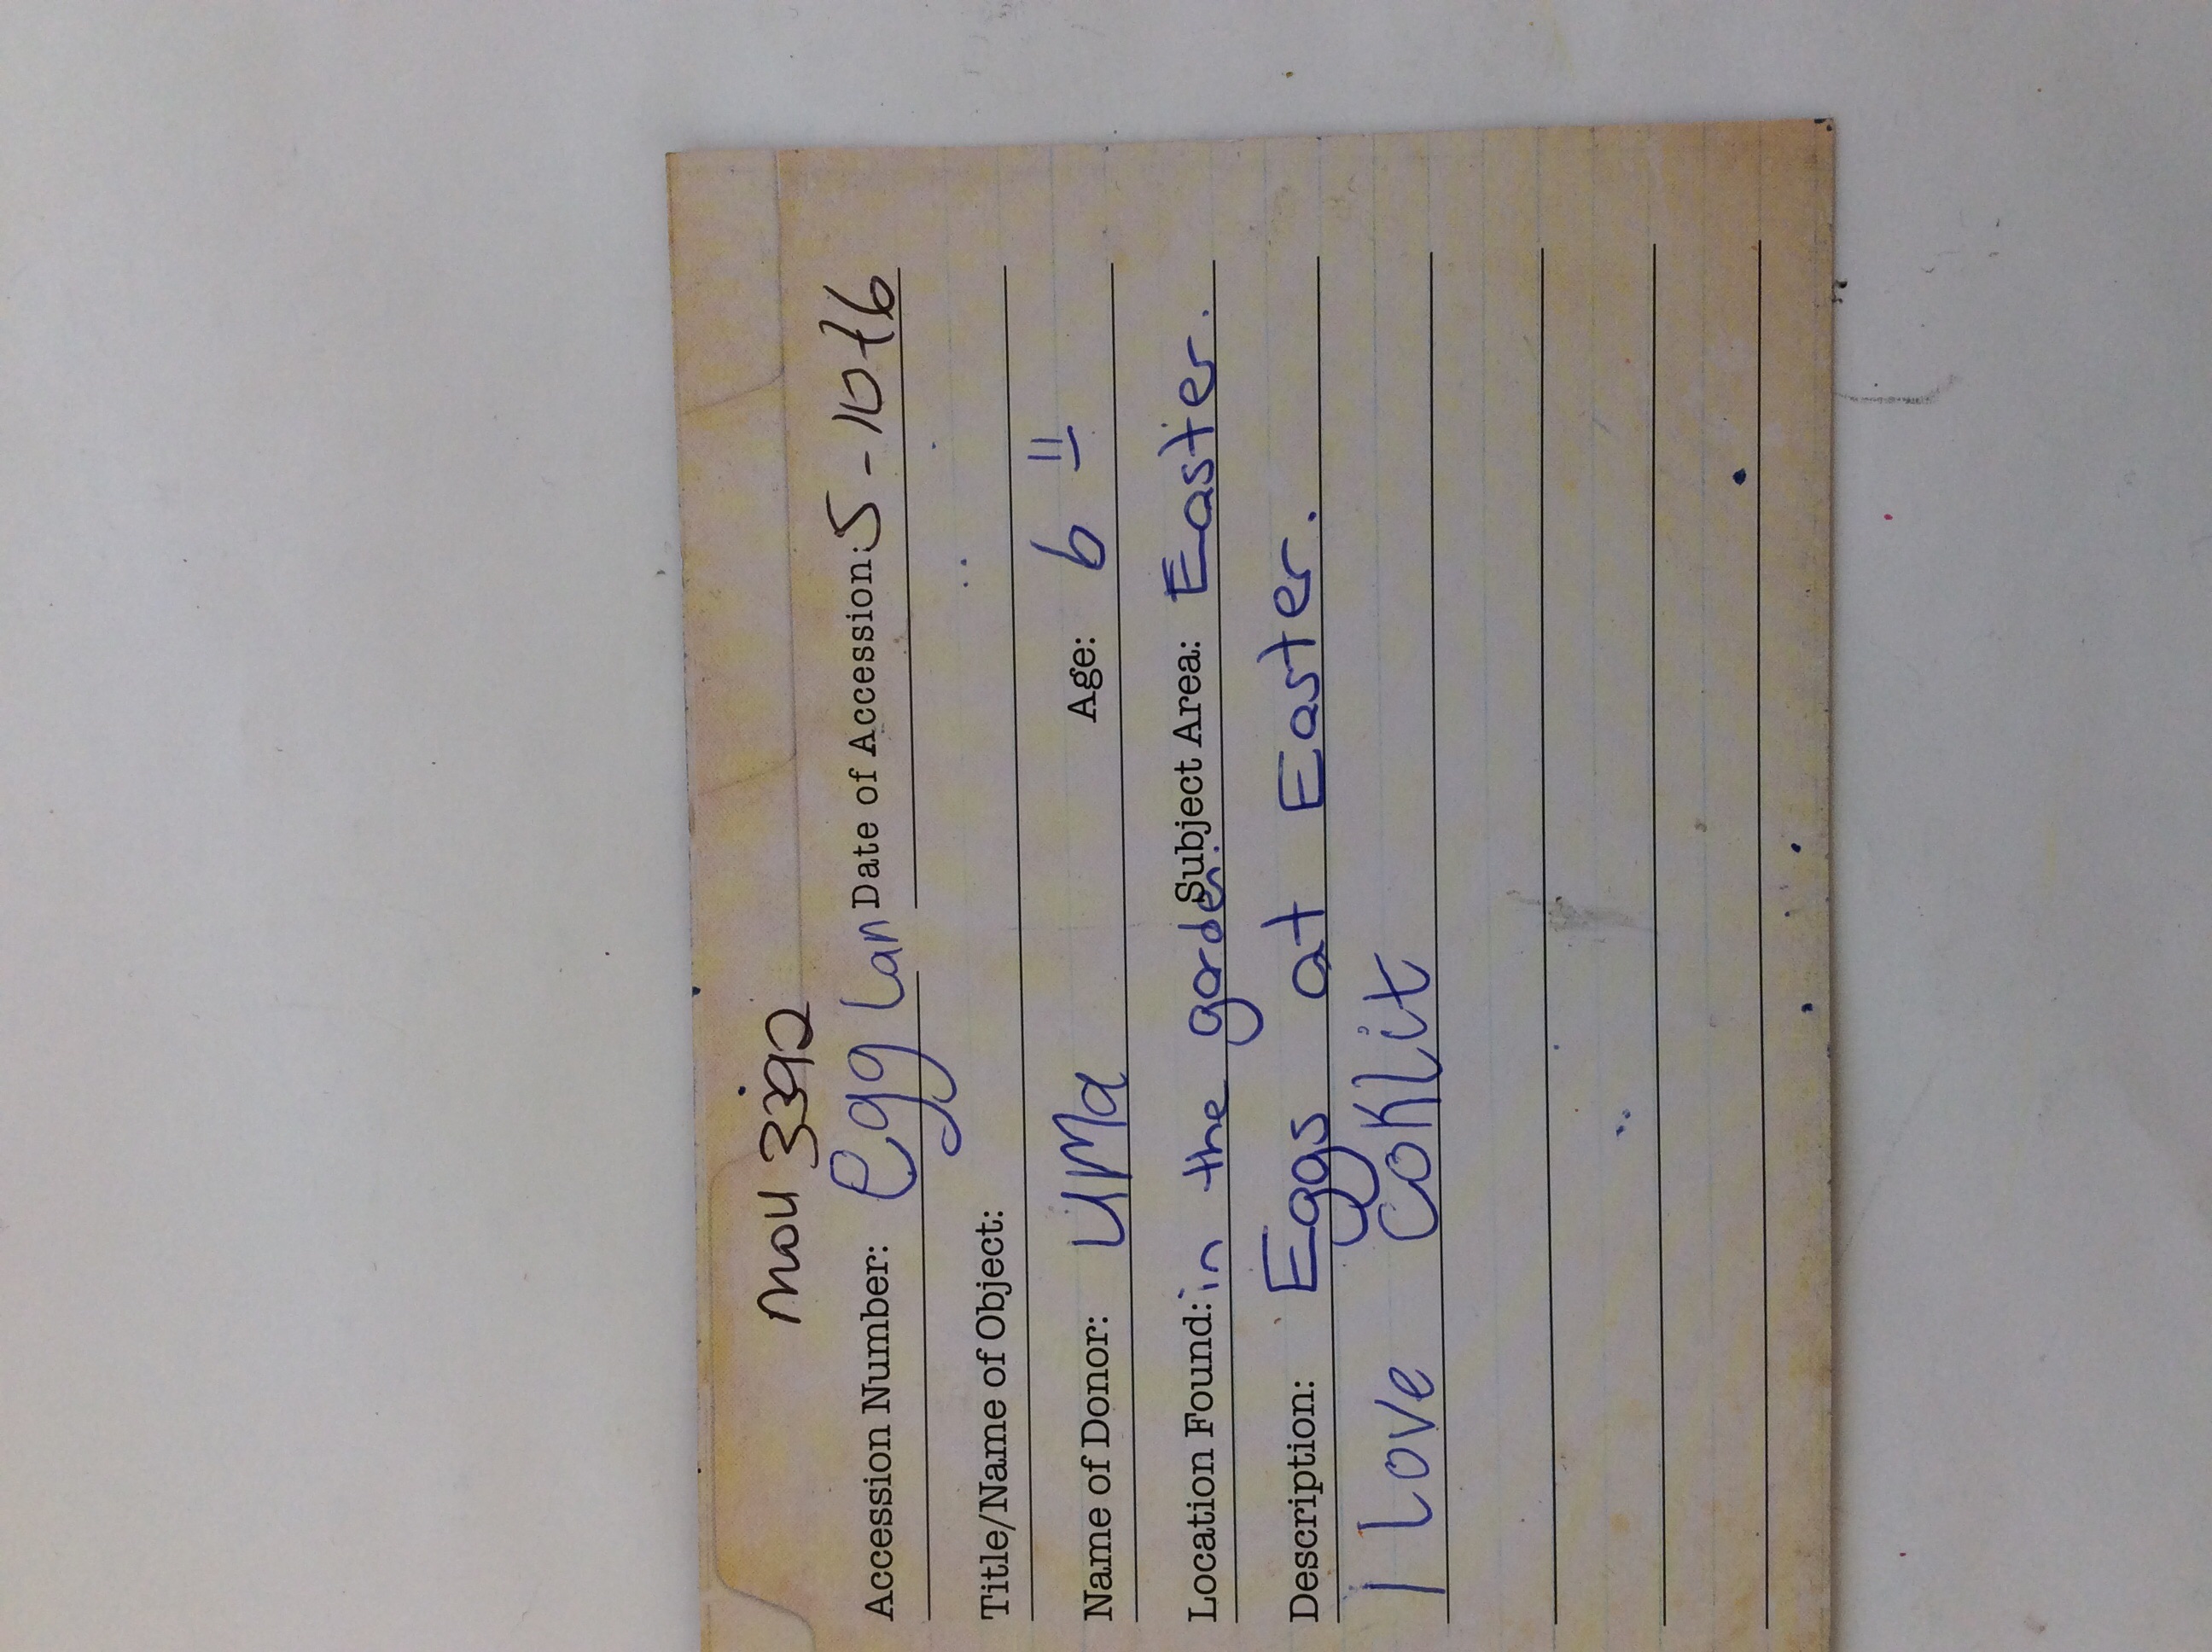 mou 3392
Accession Number: egg Lan Date of Accession: 5-10-16
Title/Name of Object:
Name of Donor: UMa Age: 6 11
Location Found: in the garden. Subject Area: Easter.
Description: Eggs at Easter.
I Love coKlit